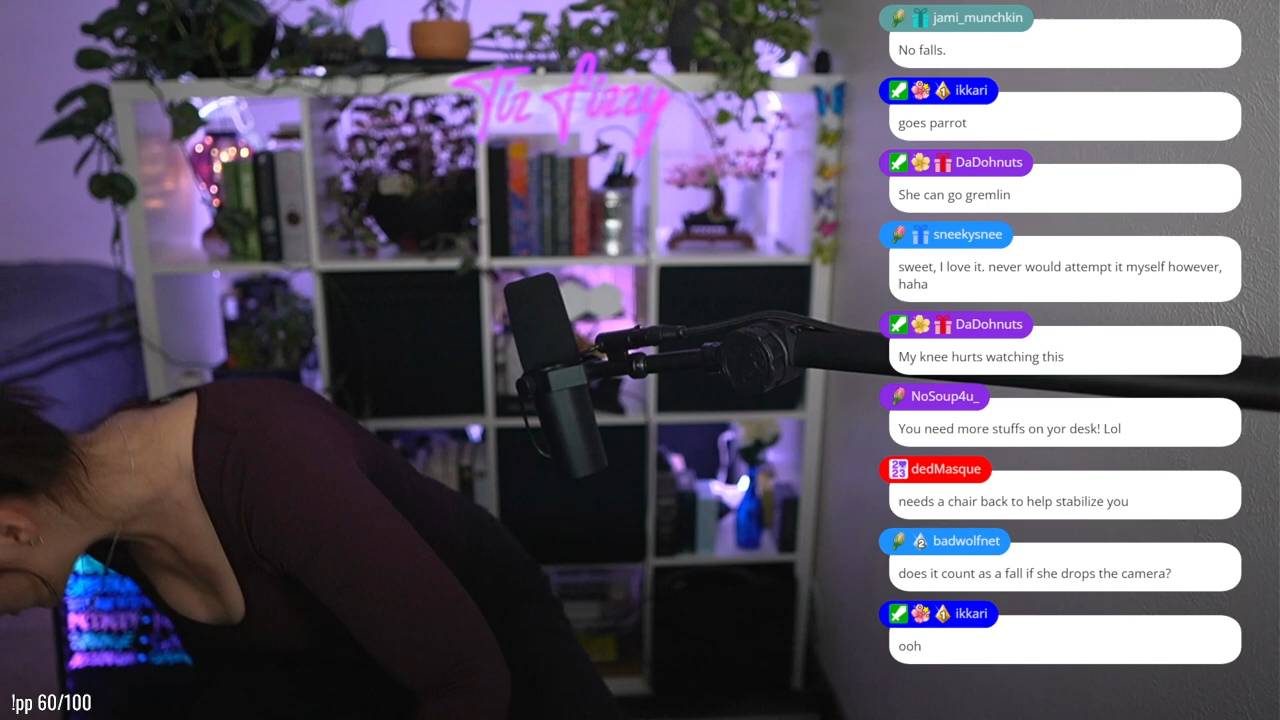 Tiz Fizzy
jami_munchkin
No falls.
ikkari
goes parrot
DaDohnuts
She can go gremlin
sneekysnee
sweet, I love it. never would attempt it myself however,
haha
DaDohnuts
My knee hurts watching this
NoSoup4u_
You need more stuffs on yor desk! Lol
dedMasque
needs a chair back to help stabilize you
badwolfnet
does it count as a fall if she drops the camera?
ikkari
ooh
!pp 60/100